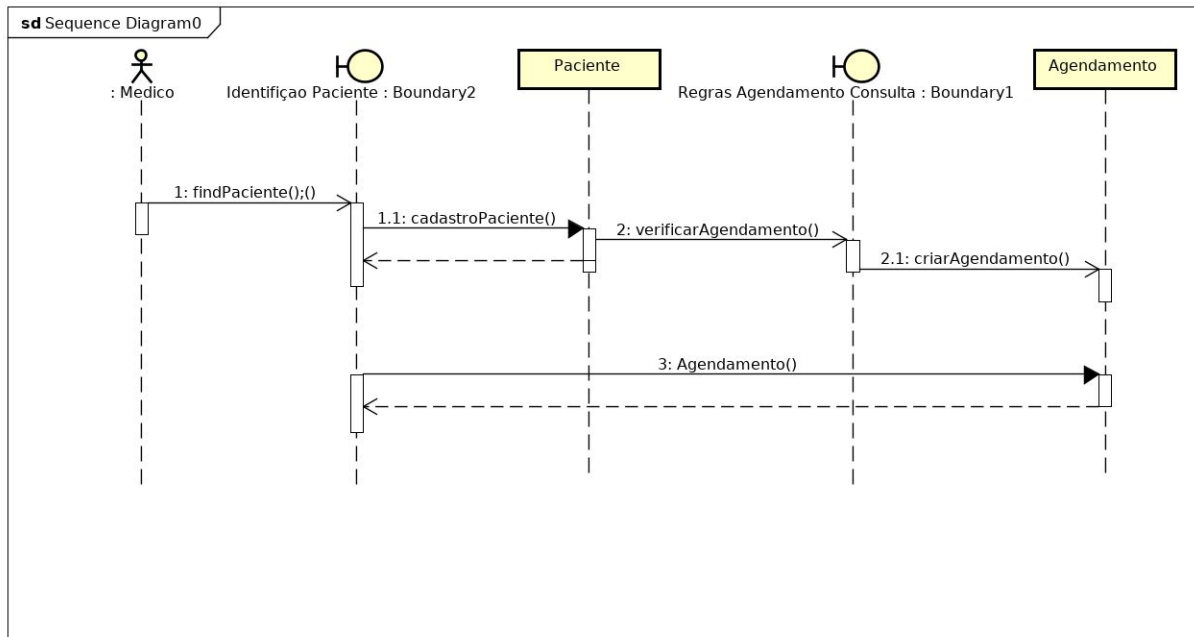 sd Sequence Diagram0
: Medico
Identifiçao Paciente : Boundary2
Paciente
Regras Agendamento Consulta : Boundary1
Agendamento
1: findPaciente();()
1.1: cadastroPaciente()
2: verificarAgendamento()
2.1: criarAgendamento()
3: Agendamento()